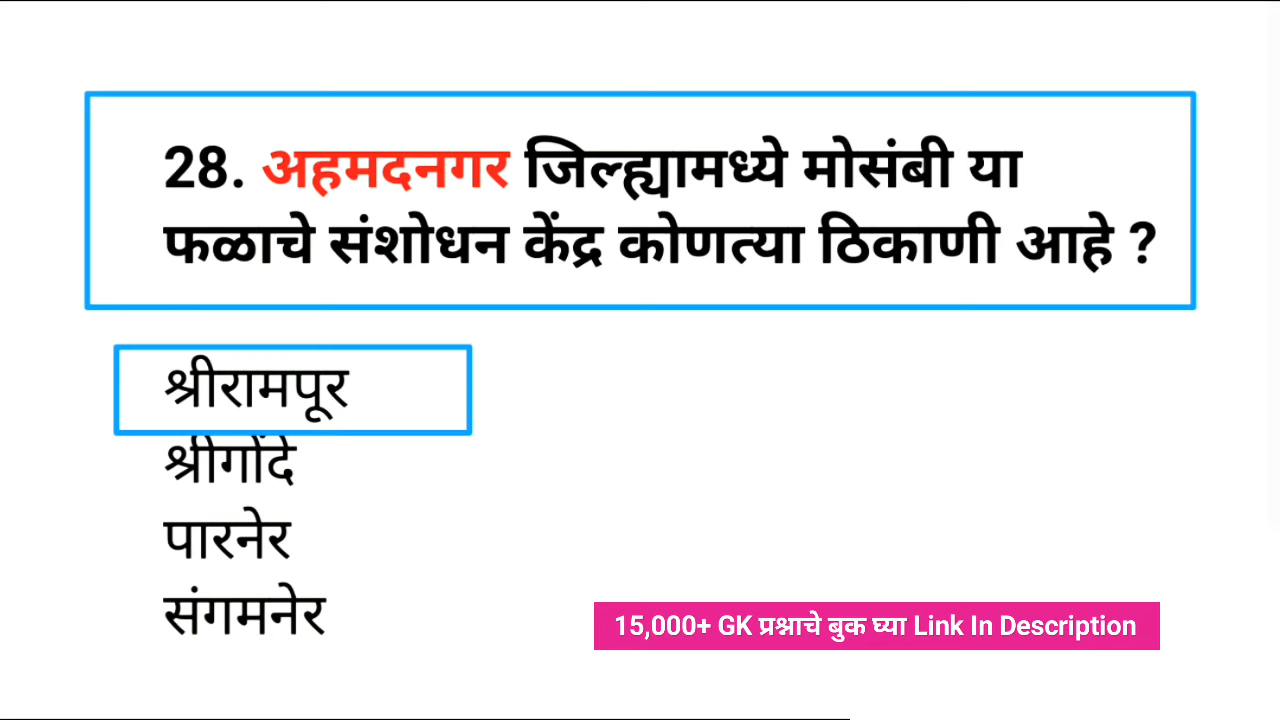 28. अहमदनगर जिल्ह्यामध्ये मोसंबी या
फळाचे संशोधन केंद्र कोणत्या ठिकाणी आहे ?
श्रीरामपूर
श्रीगोंदे
पारनेर
संगमनेर
15,000+ GK प्रश्नाचे बुक घ्या Link In Description